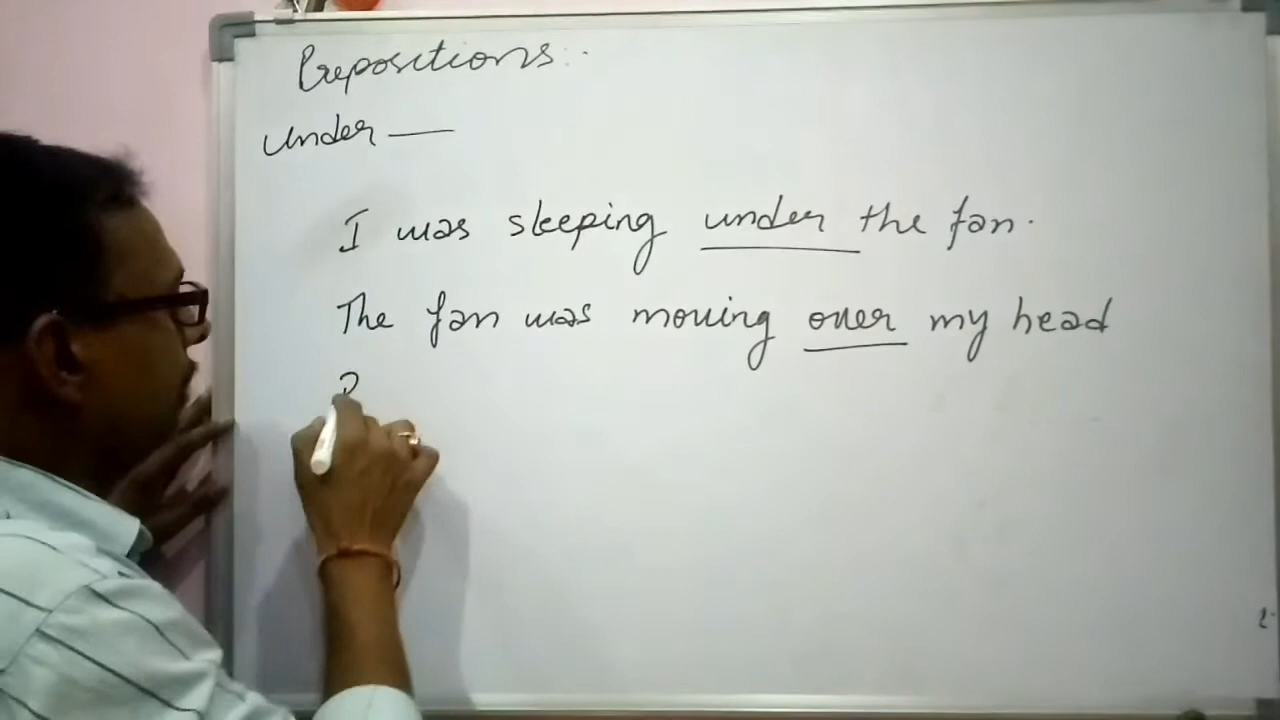 Prepositions:-
Under —
I was sleeping under the fan.
The fan was moving over my head